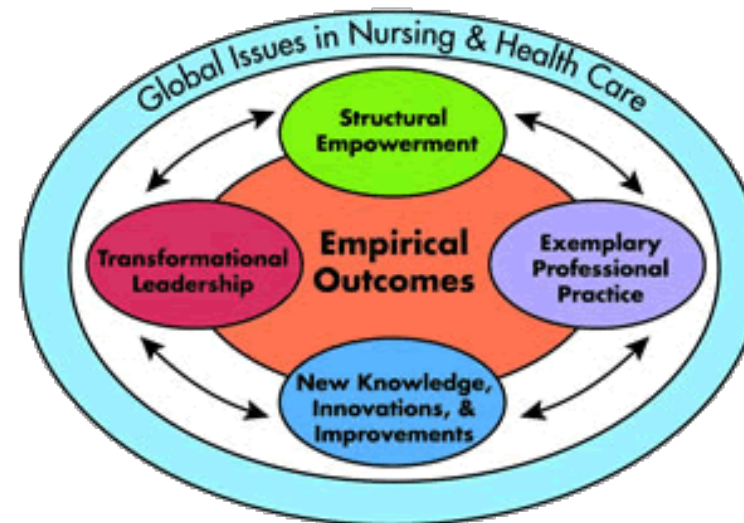 Global Issues in Nursing & Health Care
Structural
Empowerment
Transformational
Leadership
Empirical
Outcomes
Exemplary
Professional
Practice
New Knowledge,
Innovations, &
Improvements